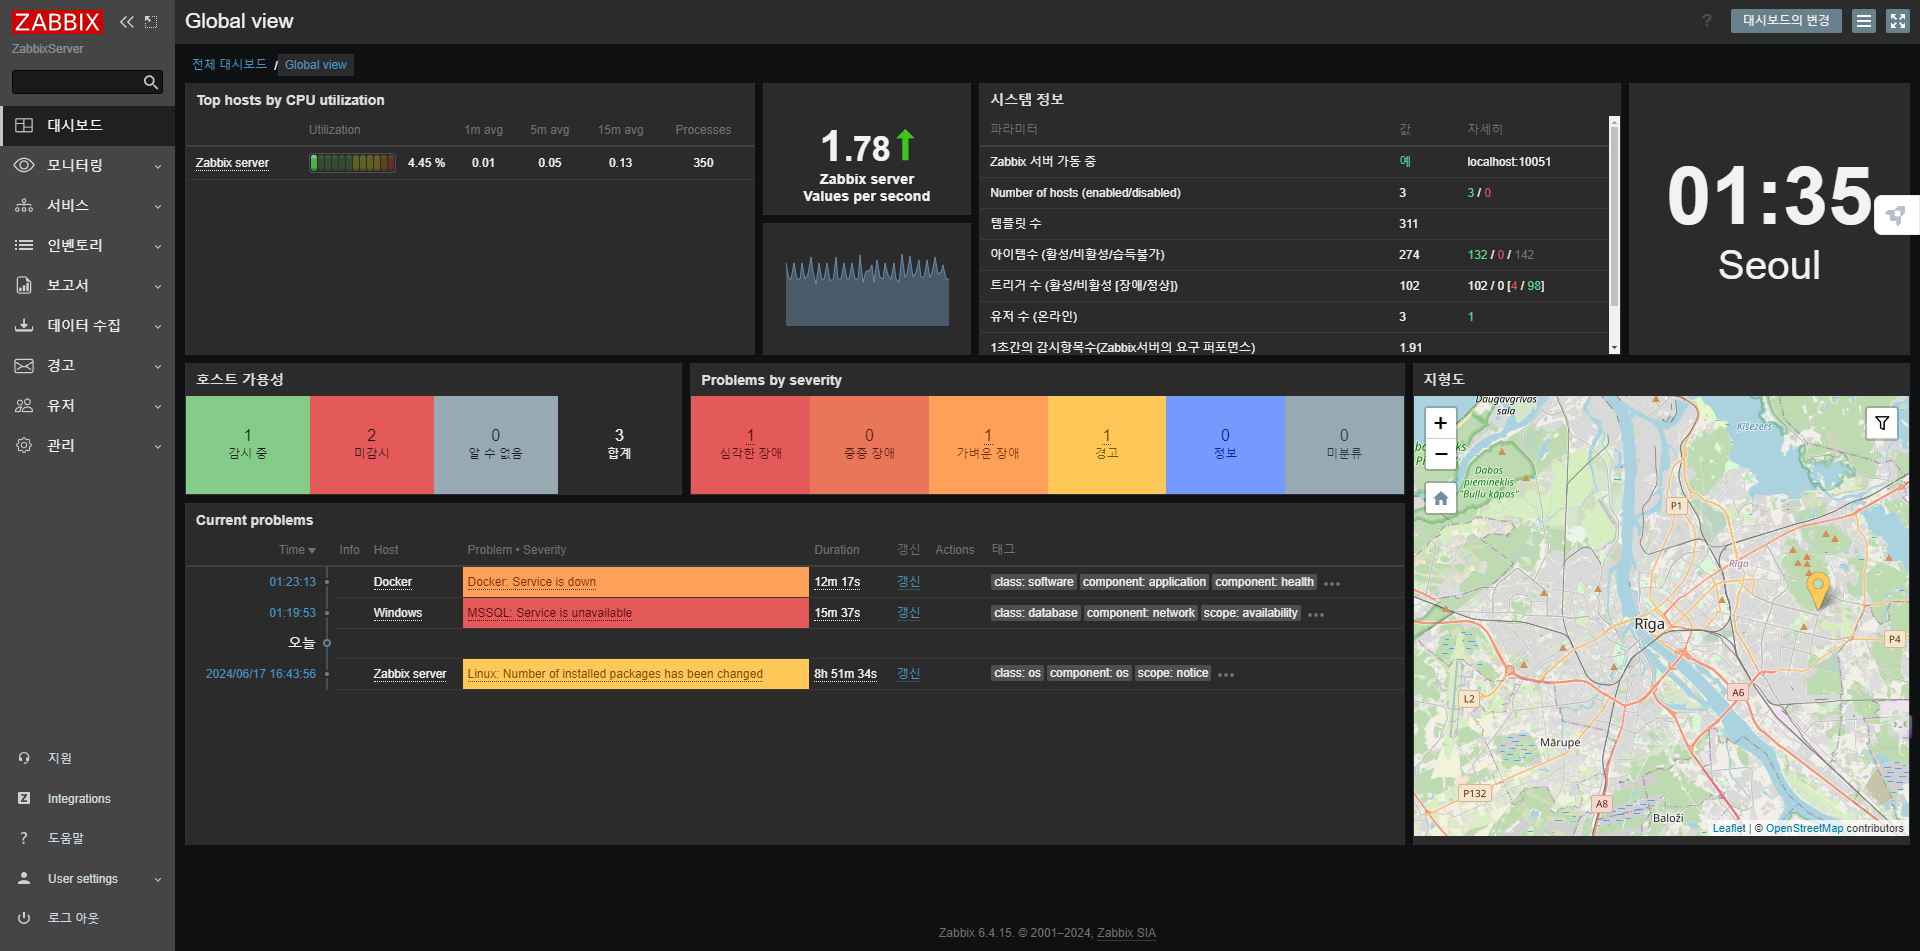 ZABBIX
ZabbixServer
대시보드
모니터링
서비스
인벤토리
보고서
데이터 수집
경고
유저
관리
지원
Integrations
도움말
User settings
로그 아웃
Global view
?
대시보드의 변경
전체 대시보드 / Global view
Top hosts by CPU utilization
Utilization 1m avg 5m avg 15m avg Processes
Zabbix server 4.45 % 0.01 0.05 0.13 350
1.78
Zabbix server
Values per second
시스템 정보
파라미터 값 자세히
Zabbix 서버 가동 중 예 localhost:10051
Number of hosts (enabled/disabled) 3 3 / 0
템플릿 수 311
아이템수 (활성/비활성/습득불가) 274 132 / 0 / 142
트리거 수 (활성/비활성 [장애/정상]) 102 102 / 0 [4 / 98]
유저 수 (온라인) 3 1
1초간의 감시항목수(Zabbix서버의 요구 퍼포먼스) 1.91
01:35
Seoul
호스트 가용성
1 감시 중
2 미감시
0 알 수 없음
3 합계
Problems by severity
1 심각한 장애
0 중증 장애
1 가벼운 장애
1 경고
0 정보
0 미분류
지형도
+
−
Daugavgrīvas
sala
Ķīšezers
Dabas
piemineklis
"Buļļu kāpas"
P1
Rīga
Rīga
P4
A6
L2
Mārupe
P132
A8
Baloži
Leaflet | © OpenStreetMap contributors
Current problems
Time Info Host Problem • Severity Duration 갱신 Actions 태그
01:23:13 Docker Docker: Service is down 12m 17s 갱신 class: software component: application component: health •••
01:19:53 Windows MSSQL: Service is unavailable 15m 37s 갱신 class: database component: network scope: availability •••
오늘
2024/06/17 16:43:56 Zabbix server Linux: Number of installed packages has been changed 8h 51m 34s 갱신 class: os component: os scope: notice •••
Zabbix 6.4.15. © 2001–2024, Zabbix SIA